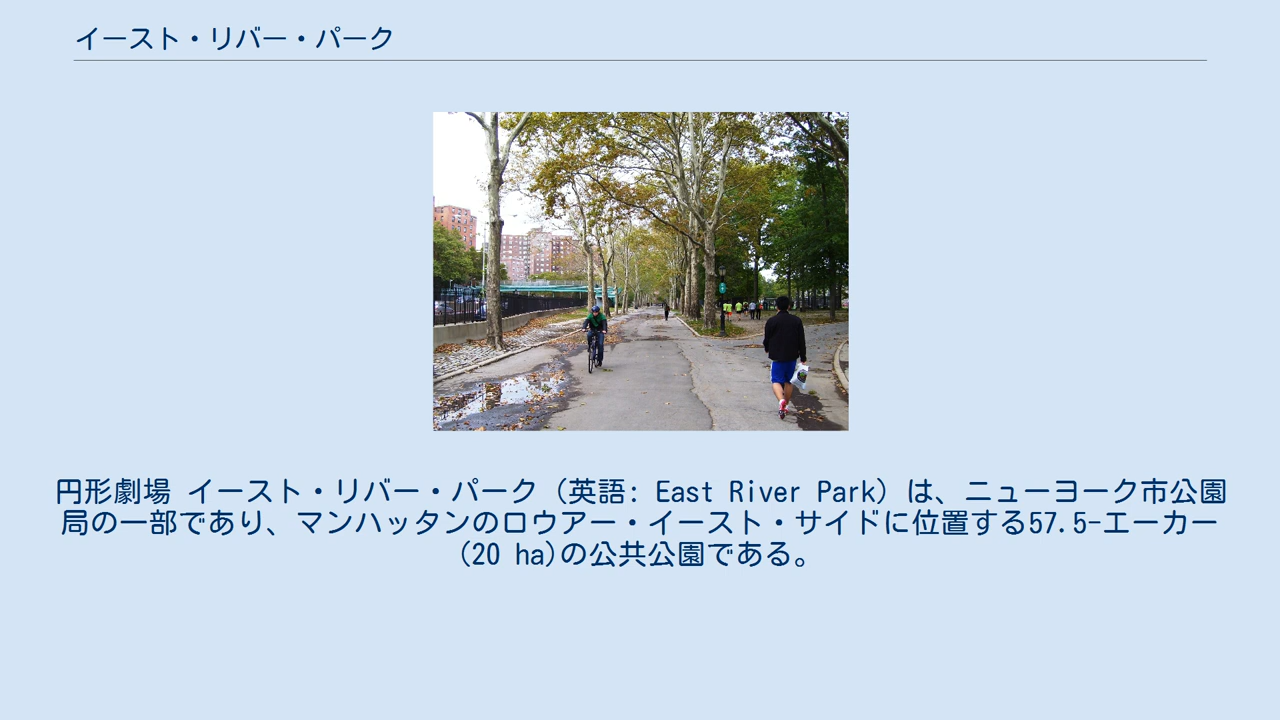 イースト・リバー・パーク
円形劇場 イースト・リバー・パーク（英語: East River Park）は、ニューヨーク市公園
局の一部であり、マンハッタンのロウアー・イースト・サイドに位置する57.5-エーカー
(20 ha)の公共公園である。